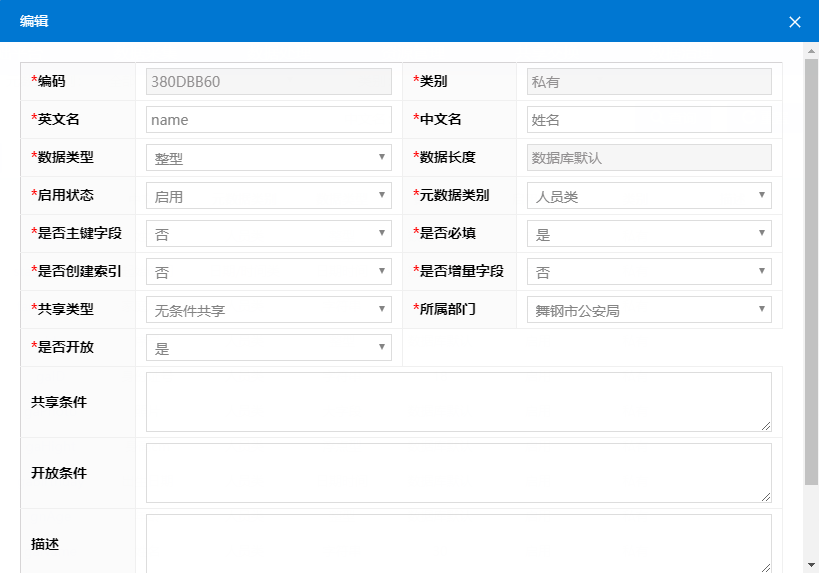 编辑
*编码 380DBB60 *类别 私有
*英文名 name *中文名 姓名
*数据类型 整型 *数据长度 数据库默认
*启用状态 启用 *元数据类别 人员类
*是否主键字段 否 *是否必填 是
*是否创建索引 否 *是否增量字段 否
*共享类型 无条件共享 *所属部门 舞钢市公安局
*是否开放 是
共享条件
开放条件
描述